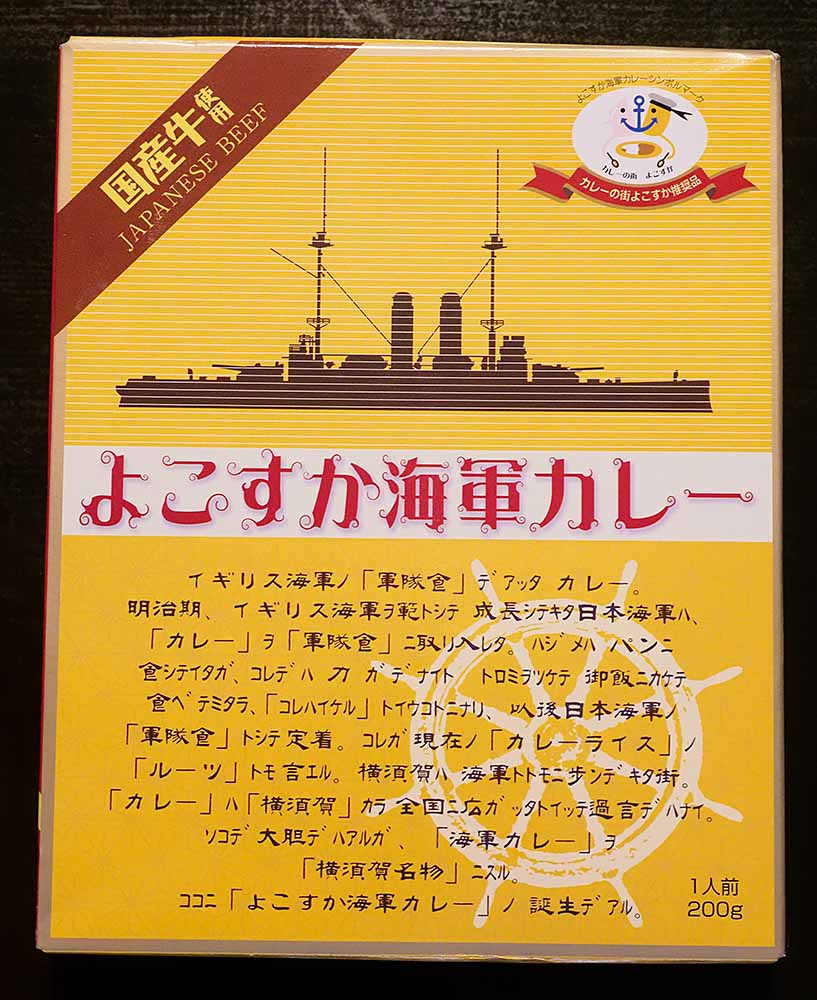 国産牛使用
JAPANESE BEEF
よこすか海軍カレーシンボルマーク
カレーの街 よこすか
カレーの街よこすか推奨品
よこすか海軍カレー
イギリス海軍ノ「軍隊食」デアッタ カレー。
明治期、イギリス海軍ヲ範トシテ 成長シテキタ日本海軍ハ、
「カレー」ヲ「軍隊食」ニ取リ入レタ。ハジメハ パンニ
食シテイタガ、コレデハ 力 ガ デナイト トロミヲツケテ 御飯ニカケテ
食ベテミタラ、「コレハイケル」トイウコトニナリ、以後日本海軍ノ
「軍隊食」トシテ定着。コレガ現在ノ「カレーライス」ノ
「ルーツ」トモ言エル。横須賀ハ 海軍トトモニ歩ンデキタ街。
「カレー」ハ「横須賀」カラ 全国ニ広ガッタトイッテ過言デハナイ。
ソコデ 大胆デハアルガ、「海軍カレー」ヲ
「横須賀名物」ニスル。
ココニ「よこすか海軍カレー」ノ 誕生デアル。
1人前
200g